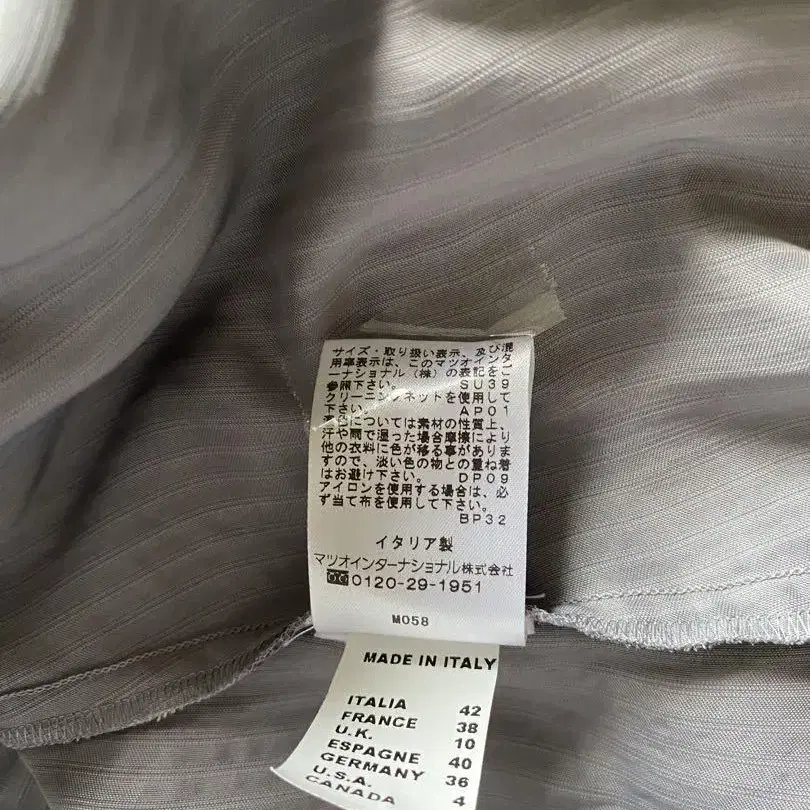 サイズ・取り扱い表示、及び混
用率表示は、このマツオインタ
ーナショナル(株)の表記をご
参照下さい。 SU39
クリーニングネットを使用して
下さい。 AP01
着色については素材の性質上、
汗や雨で湿った場合摩擦により
他の衣料に色が移る事がありま
すので、淡い色の物との重ね着
はお避け下さい。 DP09
アイロンを使用する場合は、必
ず当て布を使用して下さい。
BP32
イタリア製
マツオインターナショナル株式会社
0120-29-1951
M058
MADE IN ITALY
ITALIA 42
FRANCE 38
U.K. 10
ESPAGNE 40
GERMANY 36
U.S.A. 4
CANADA